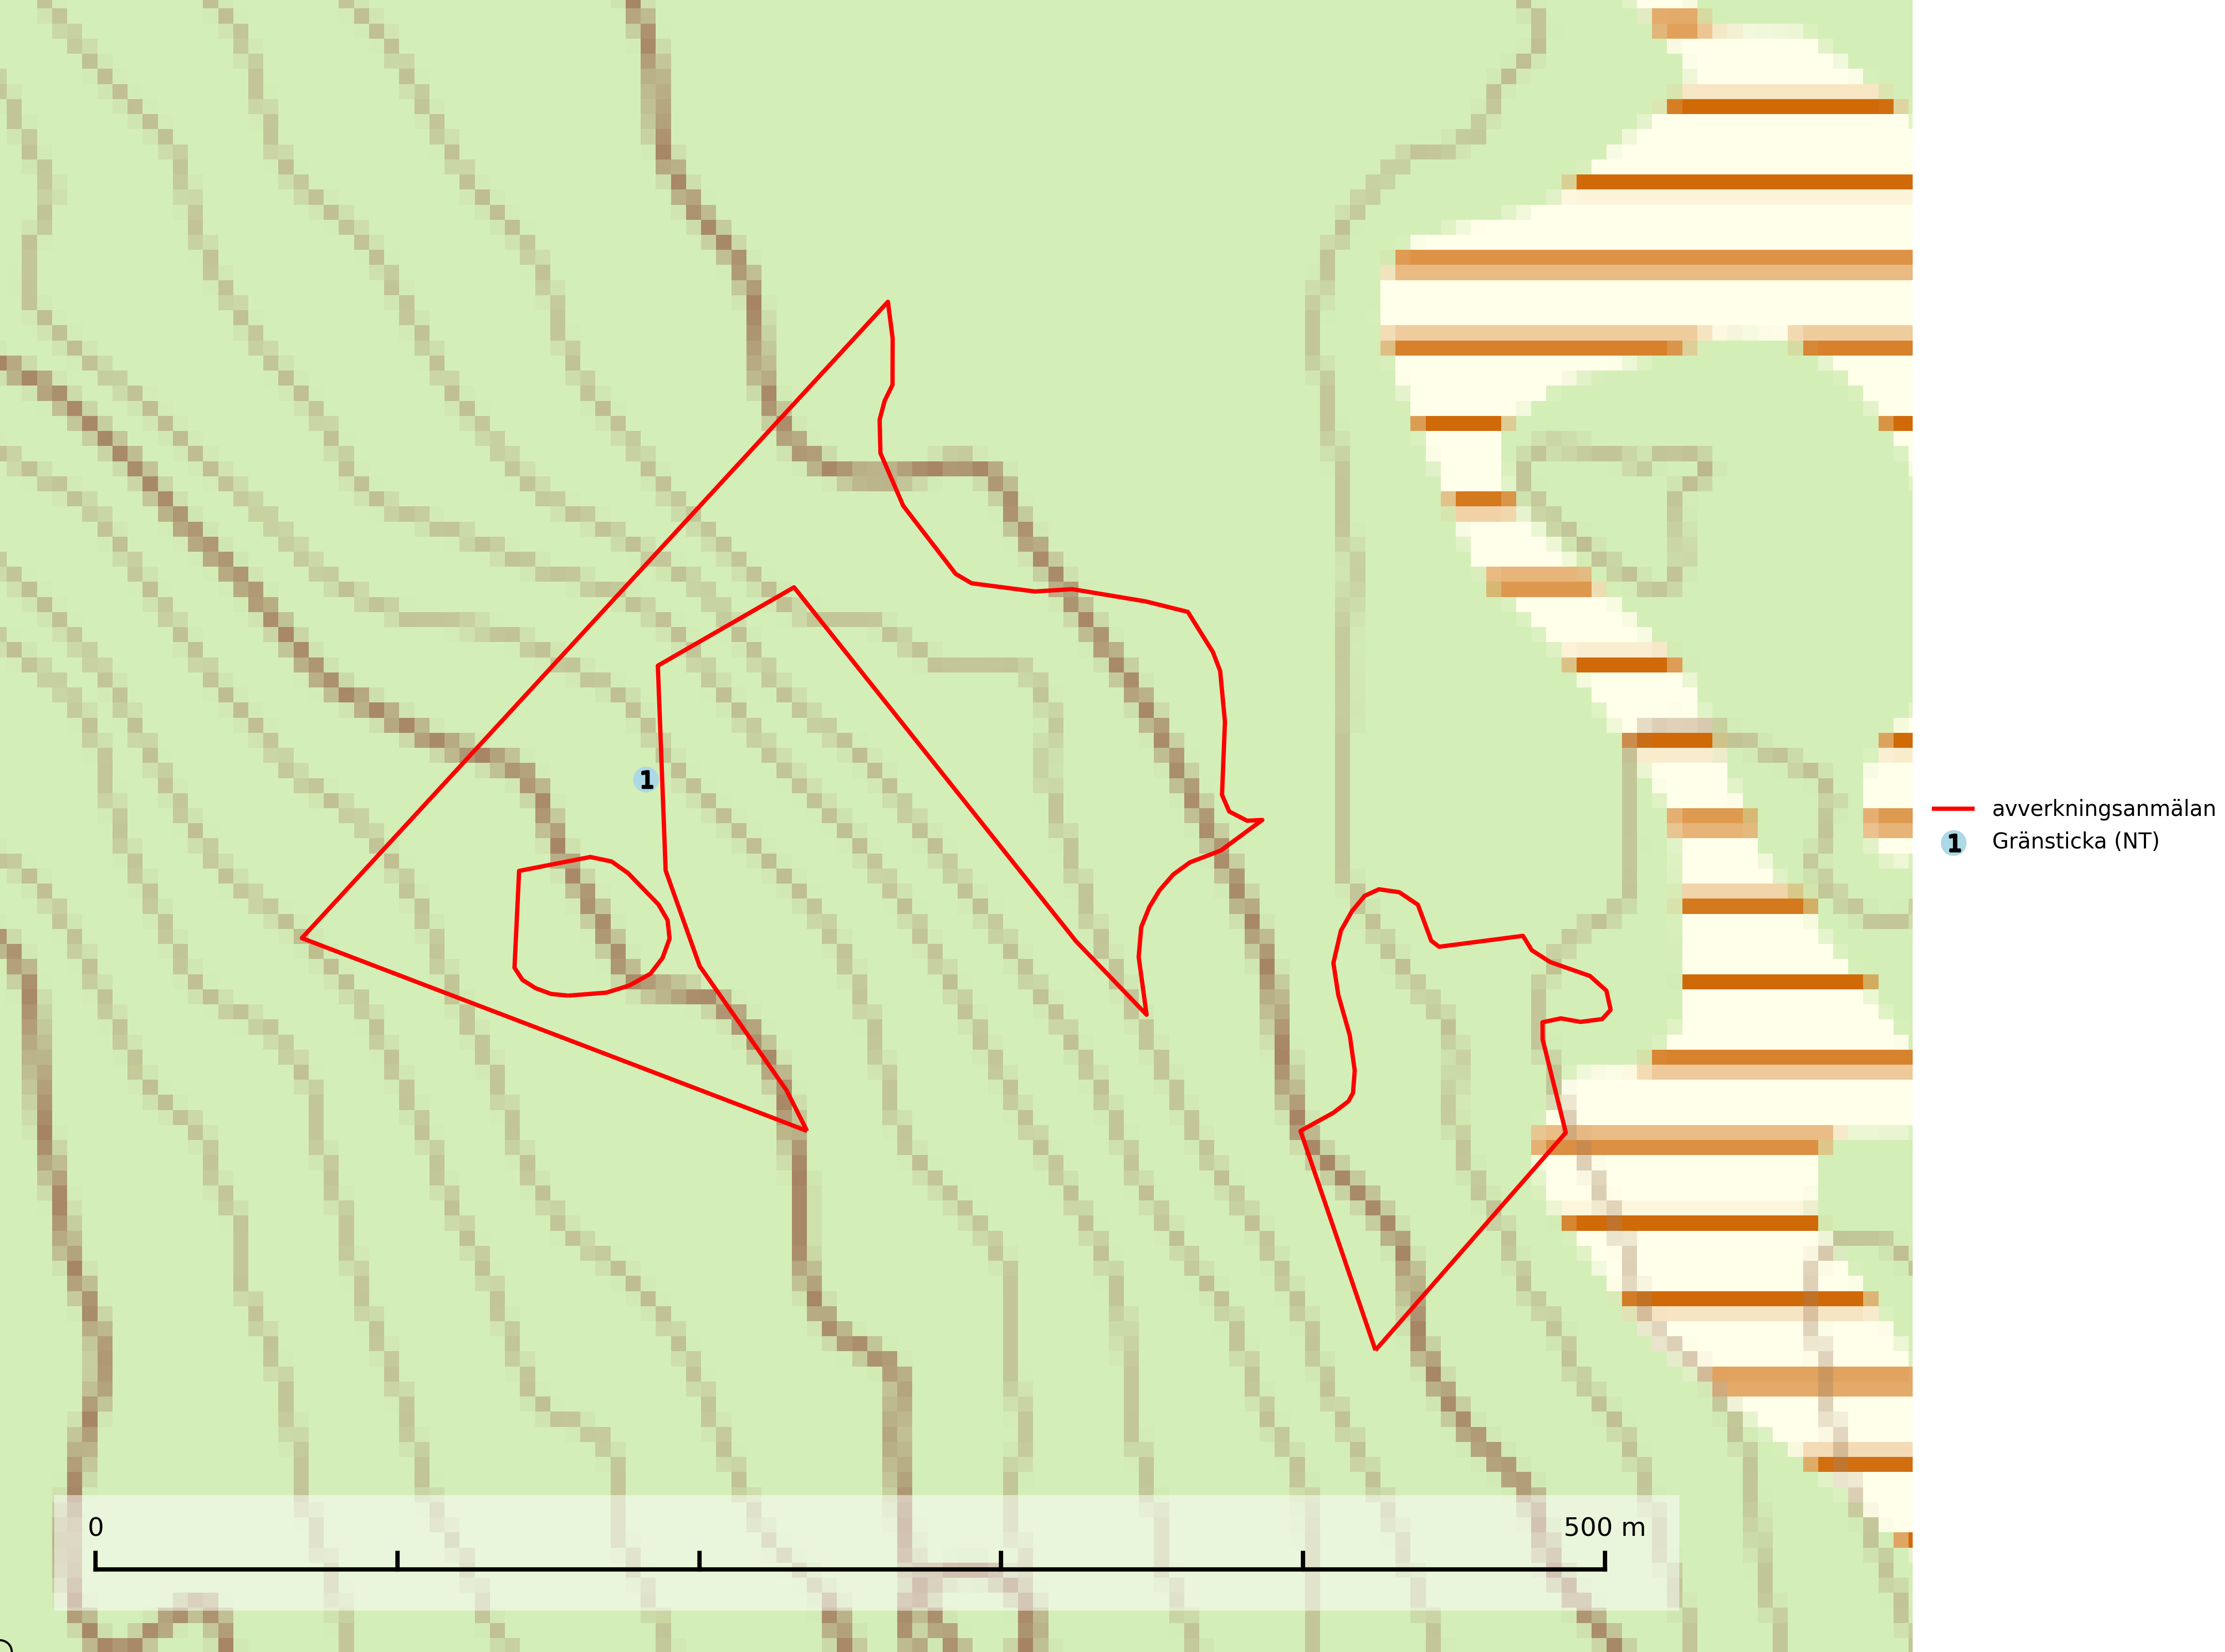 1
avverkningsanmälan
1 Gränsticka (NT)
0 500 m